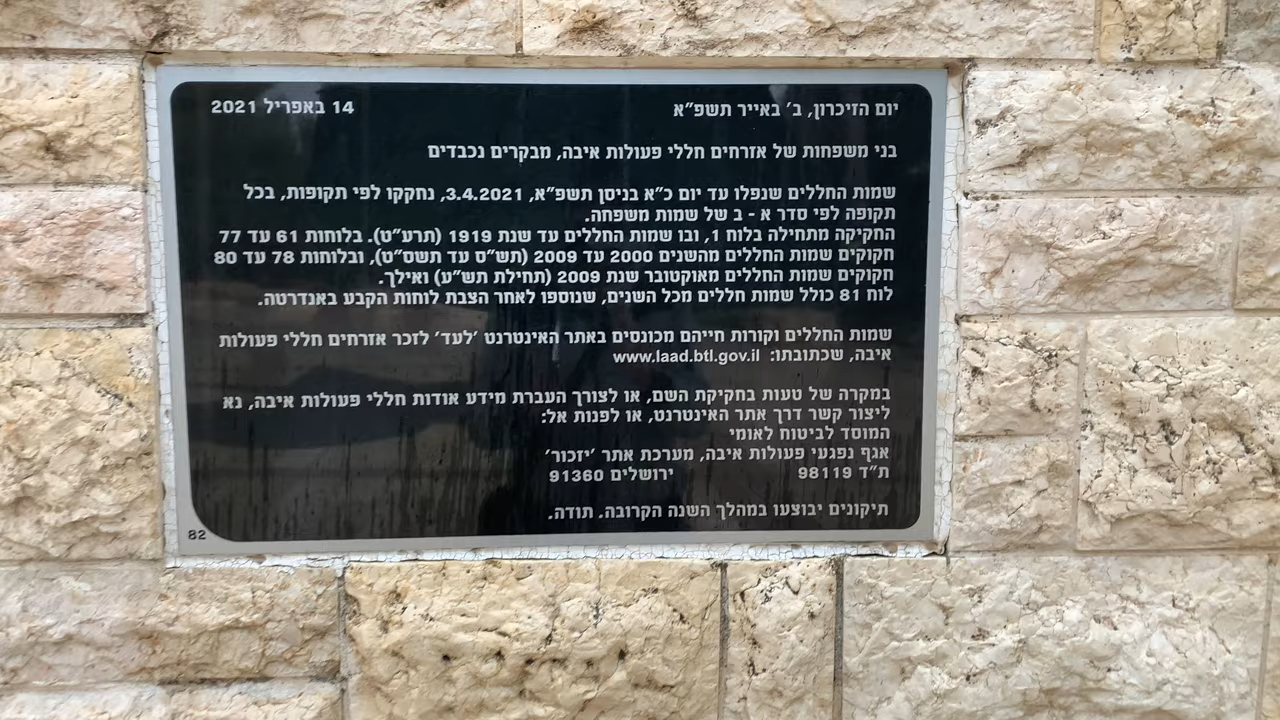 יום הזיכרון, ב' באייר תשפ"א 14 באפריל 2021
בני משפחות של אזרחים חללי פעולות איבה, מבקרים נכבדים
שמות החללים שנפלו עד יום כ"א בניסן תשפ"א, 3.4.2021, נחקקו לפי תקופות, בכל
תקופה לפי סדר א - ב של שמות משפחה.
החקיקה מתחילה בלוח 1, ובו שמות החללים עד שנת 1919 (תרע"ט). בלוחות 61 עד 77
חקוקים שמות החללים מהשנים 2000 עד 2009 (תש"ס עד תשס"ט), ובלוחות 78 עד 80
חקוקים שמות החללים מאוקטובר שנת 2009 (תחילת תש"ע) ואילך.
לוח 81 כולל שמות חללים מכל השנים, שנוספו לאחר הצבת לוחות הקבע באנדרטה.
שמות החללים וקורות חייהם מכונסים באתר האינטרנט 'לעד' לזכר אזרחים חללי פעולות
איבה, שכתובתו: www.laad.btl.gov.il
במקרה של טעות בחקיקת השם, או לצורך העברת מידע אודות חללי פעולות איבה, נא
ליצור קשר דרך אתר האינטרנט, או לפנות אל:
המוסד לביטוח לאומי
אגף נפגעי פעולות איבה, מערכת אתר 'יזכור'
ת"ד 98119 ירושלים 91360
תיקונים יבוצעו במהלך השנה הקרובה. תודה.
82